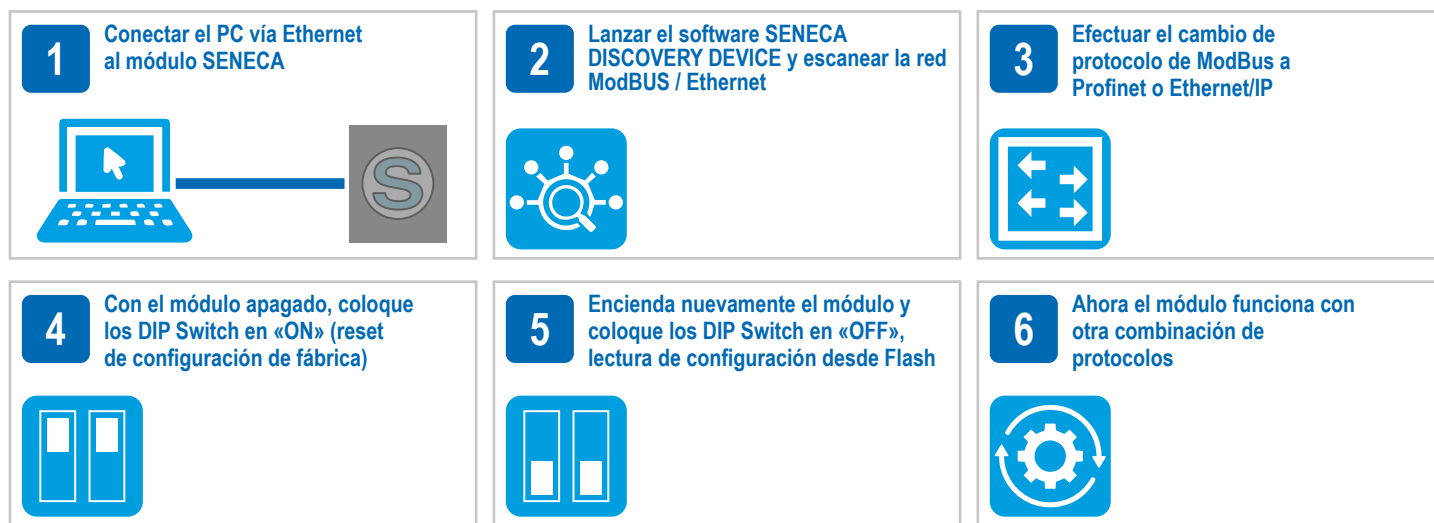 1
Conectar el PC vía Ethernet
al módulo SENECA
S
2
Lanzar el software SENECA
DISCOVERY DEVICE y escanear la red
ModBUS / Ethernet
3
Efectuar el cambio de
protocolo de ModBus a
Profinet o Ethernet/IP
4
Con el módulo apagado, coloque
los DIP Switch en «ON» (reset
de configuración de fábrica)
5
Encienda nuevamente el módulo y
coloque los DIP Switch en «OFF»,
lectura de configuración desde Flash
6
Ahora el módulo funciona con
otra combinación de
protocolos